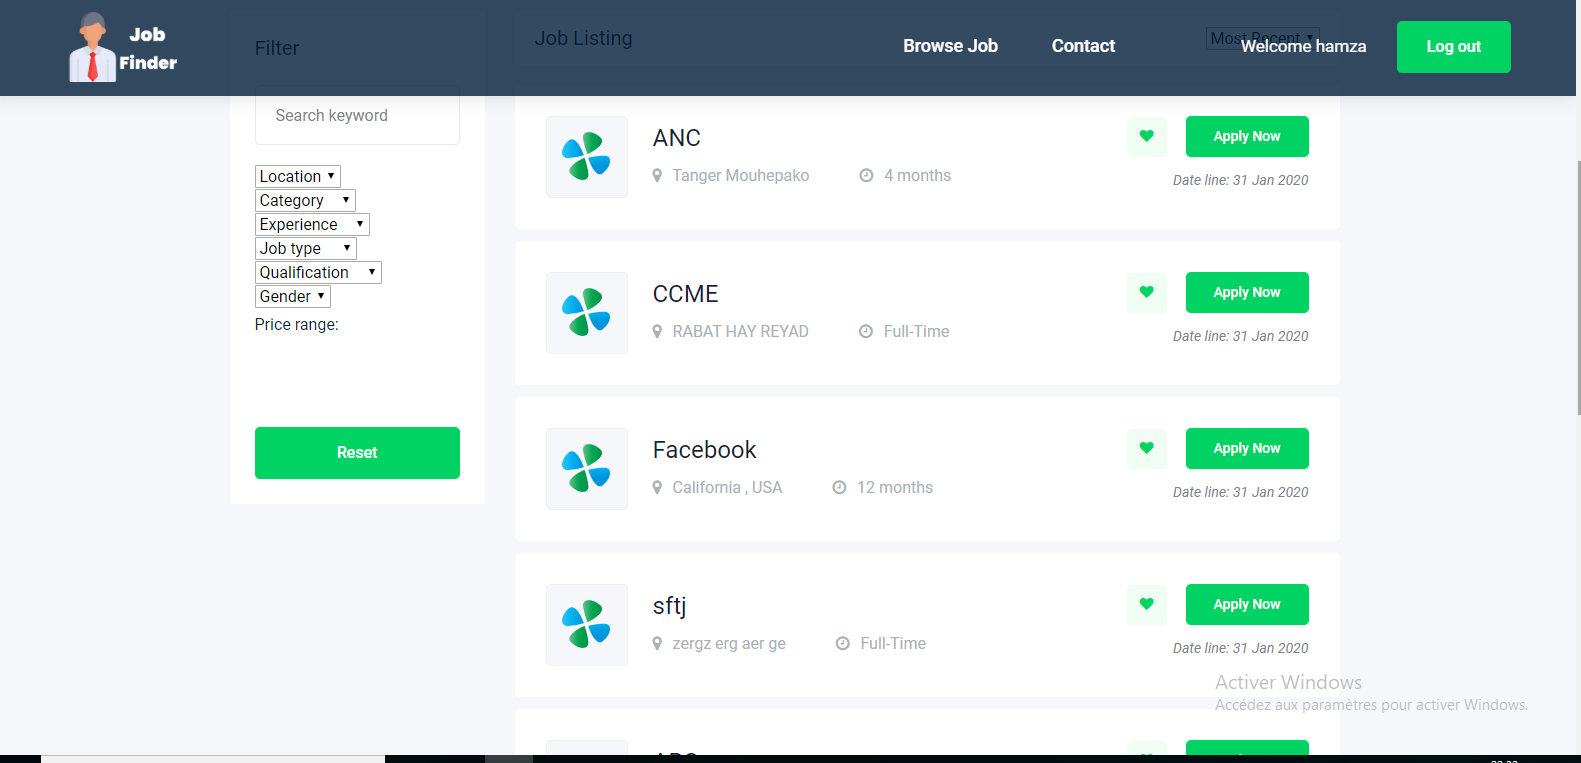 Job
Finder
Browse Job
Contact
Welcome hamza
Log out
Filter
Job Listing
Most Recent
Search keyword
Location
Category
Experience
Job type
Qualification
Gender
Price range:
Reset
ANC
Tanger Mouhepako
4 months
Apply Now
Date line: 31 Jan 2020
CCME
RABAT HAY REYAD
Full-Time
Apply Now
Date line: 31 Jan 2020
Facebook
California , USA
12 months
Apply Now
Date line: 31 Jan 2020
sftj
zergz erg aer ge
Full-Time
Apply Now
Date line: 31 Jan 2020
Activer Windows
Accédez aux paramètres pour activer Windows.